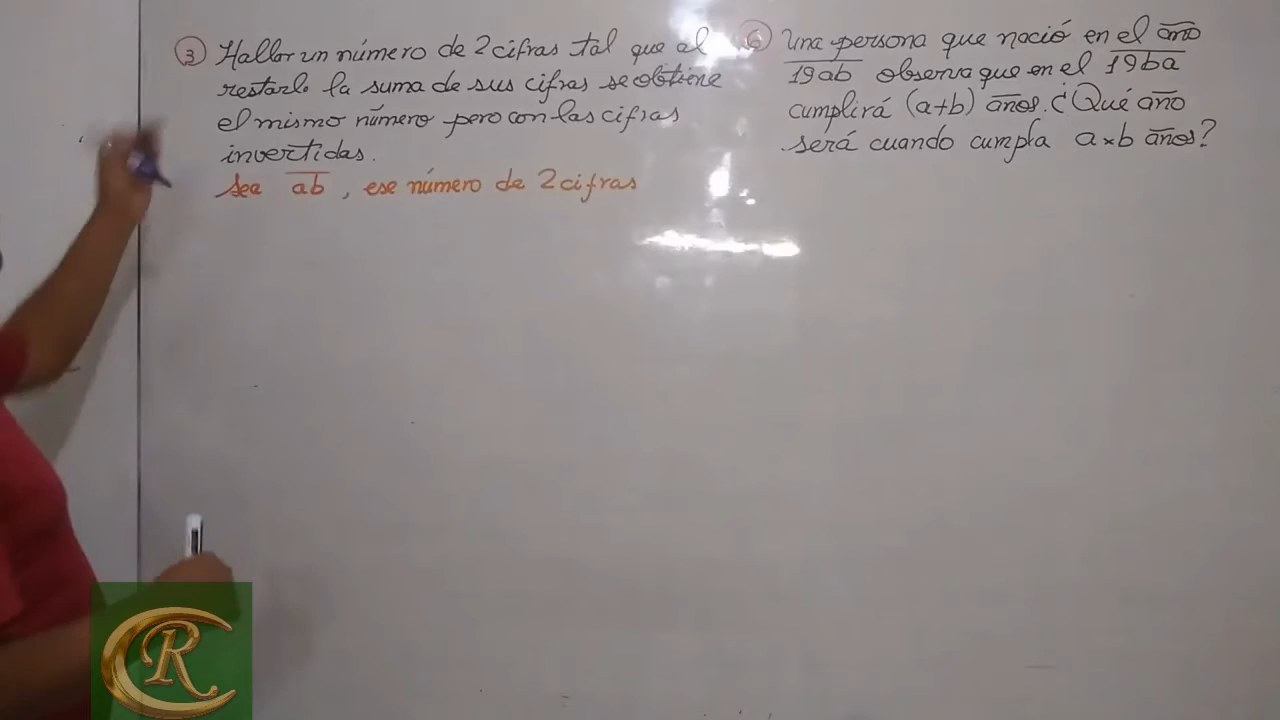 ③ Hallar un número de 2 cifras tal que al
restarle la suma de sus cifras se obtiene
el mismo número pero con las cifras
invertidas.
Sea ab, ese número de 2 cifras
⑥ Una persona que nació en el año
19ab observa que en el 19ba
cumplirá (a+b) años. ¿Qué año
será cuando cumpla a×b años?
CR